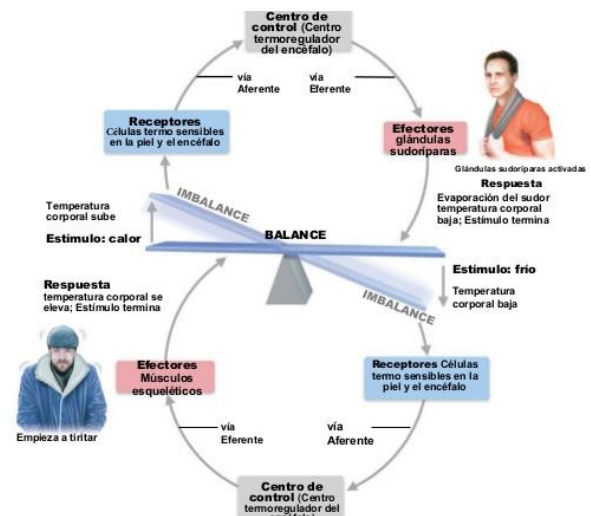 Centro de
control (Centro
termoregulador
del encéfalo)
vía
Aferente
vía
Eferente
Receptores
Células termo sensibles
en la piel y el encéfalo
Efectores
glándulas
sudoríparas
Glándulas sudoríparas activadas
Respuesta
Evaporación del sudor
temperatura corporal
baja; Estímulo termina
Temperatura
corporal sube
Estímulo: calor
IMBALANCE
BALANCE
IMBALANCE
Estímulo: frío
Temperatura
corporal baja
Respuesta
temperatura corporal se
eleva; Estímulo termina
Empieza a tiritar
Efectores
Músculos
esqueléticos
Receptores Células
termo sensibles en la
piel y el encéfalo
vía
Eferente
vía
Aferente
Centro de
control (Centro
termoregulador del
encéfalo)